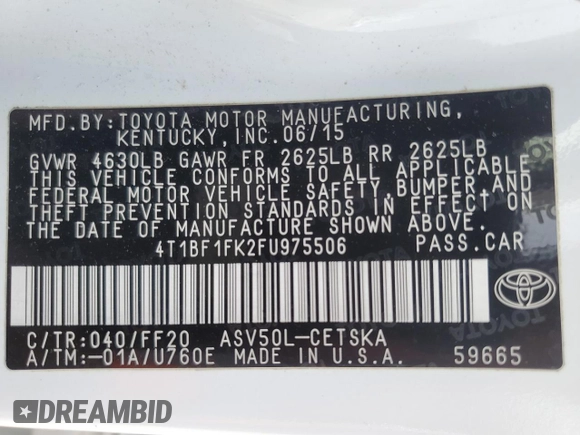 MFD.BY:TOYOTA MOTOR MANUFACTURING,
KENTUCKY, INC. 06/15
GVWR 4630LB GAWR FR 2625LB RR 2625LB
THIS VEHICLE CONFORMS TO ALL APPLICABLE
FEDERAL MOTOR VEHICLE SAFETY, BUMPER, AND
THEFT PREVENTION STANDARDS IN EFFECT ON
THE DATE OF MANUFACTURE SHOWN ABOVE.
4T1BF1FK2FU975506 PASS.CAR
C/TR:040/FF20 ASV50L-CETSKA
A/TM:-01A/U760E MADE IN U.S.A. 59665
DREAMBID